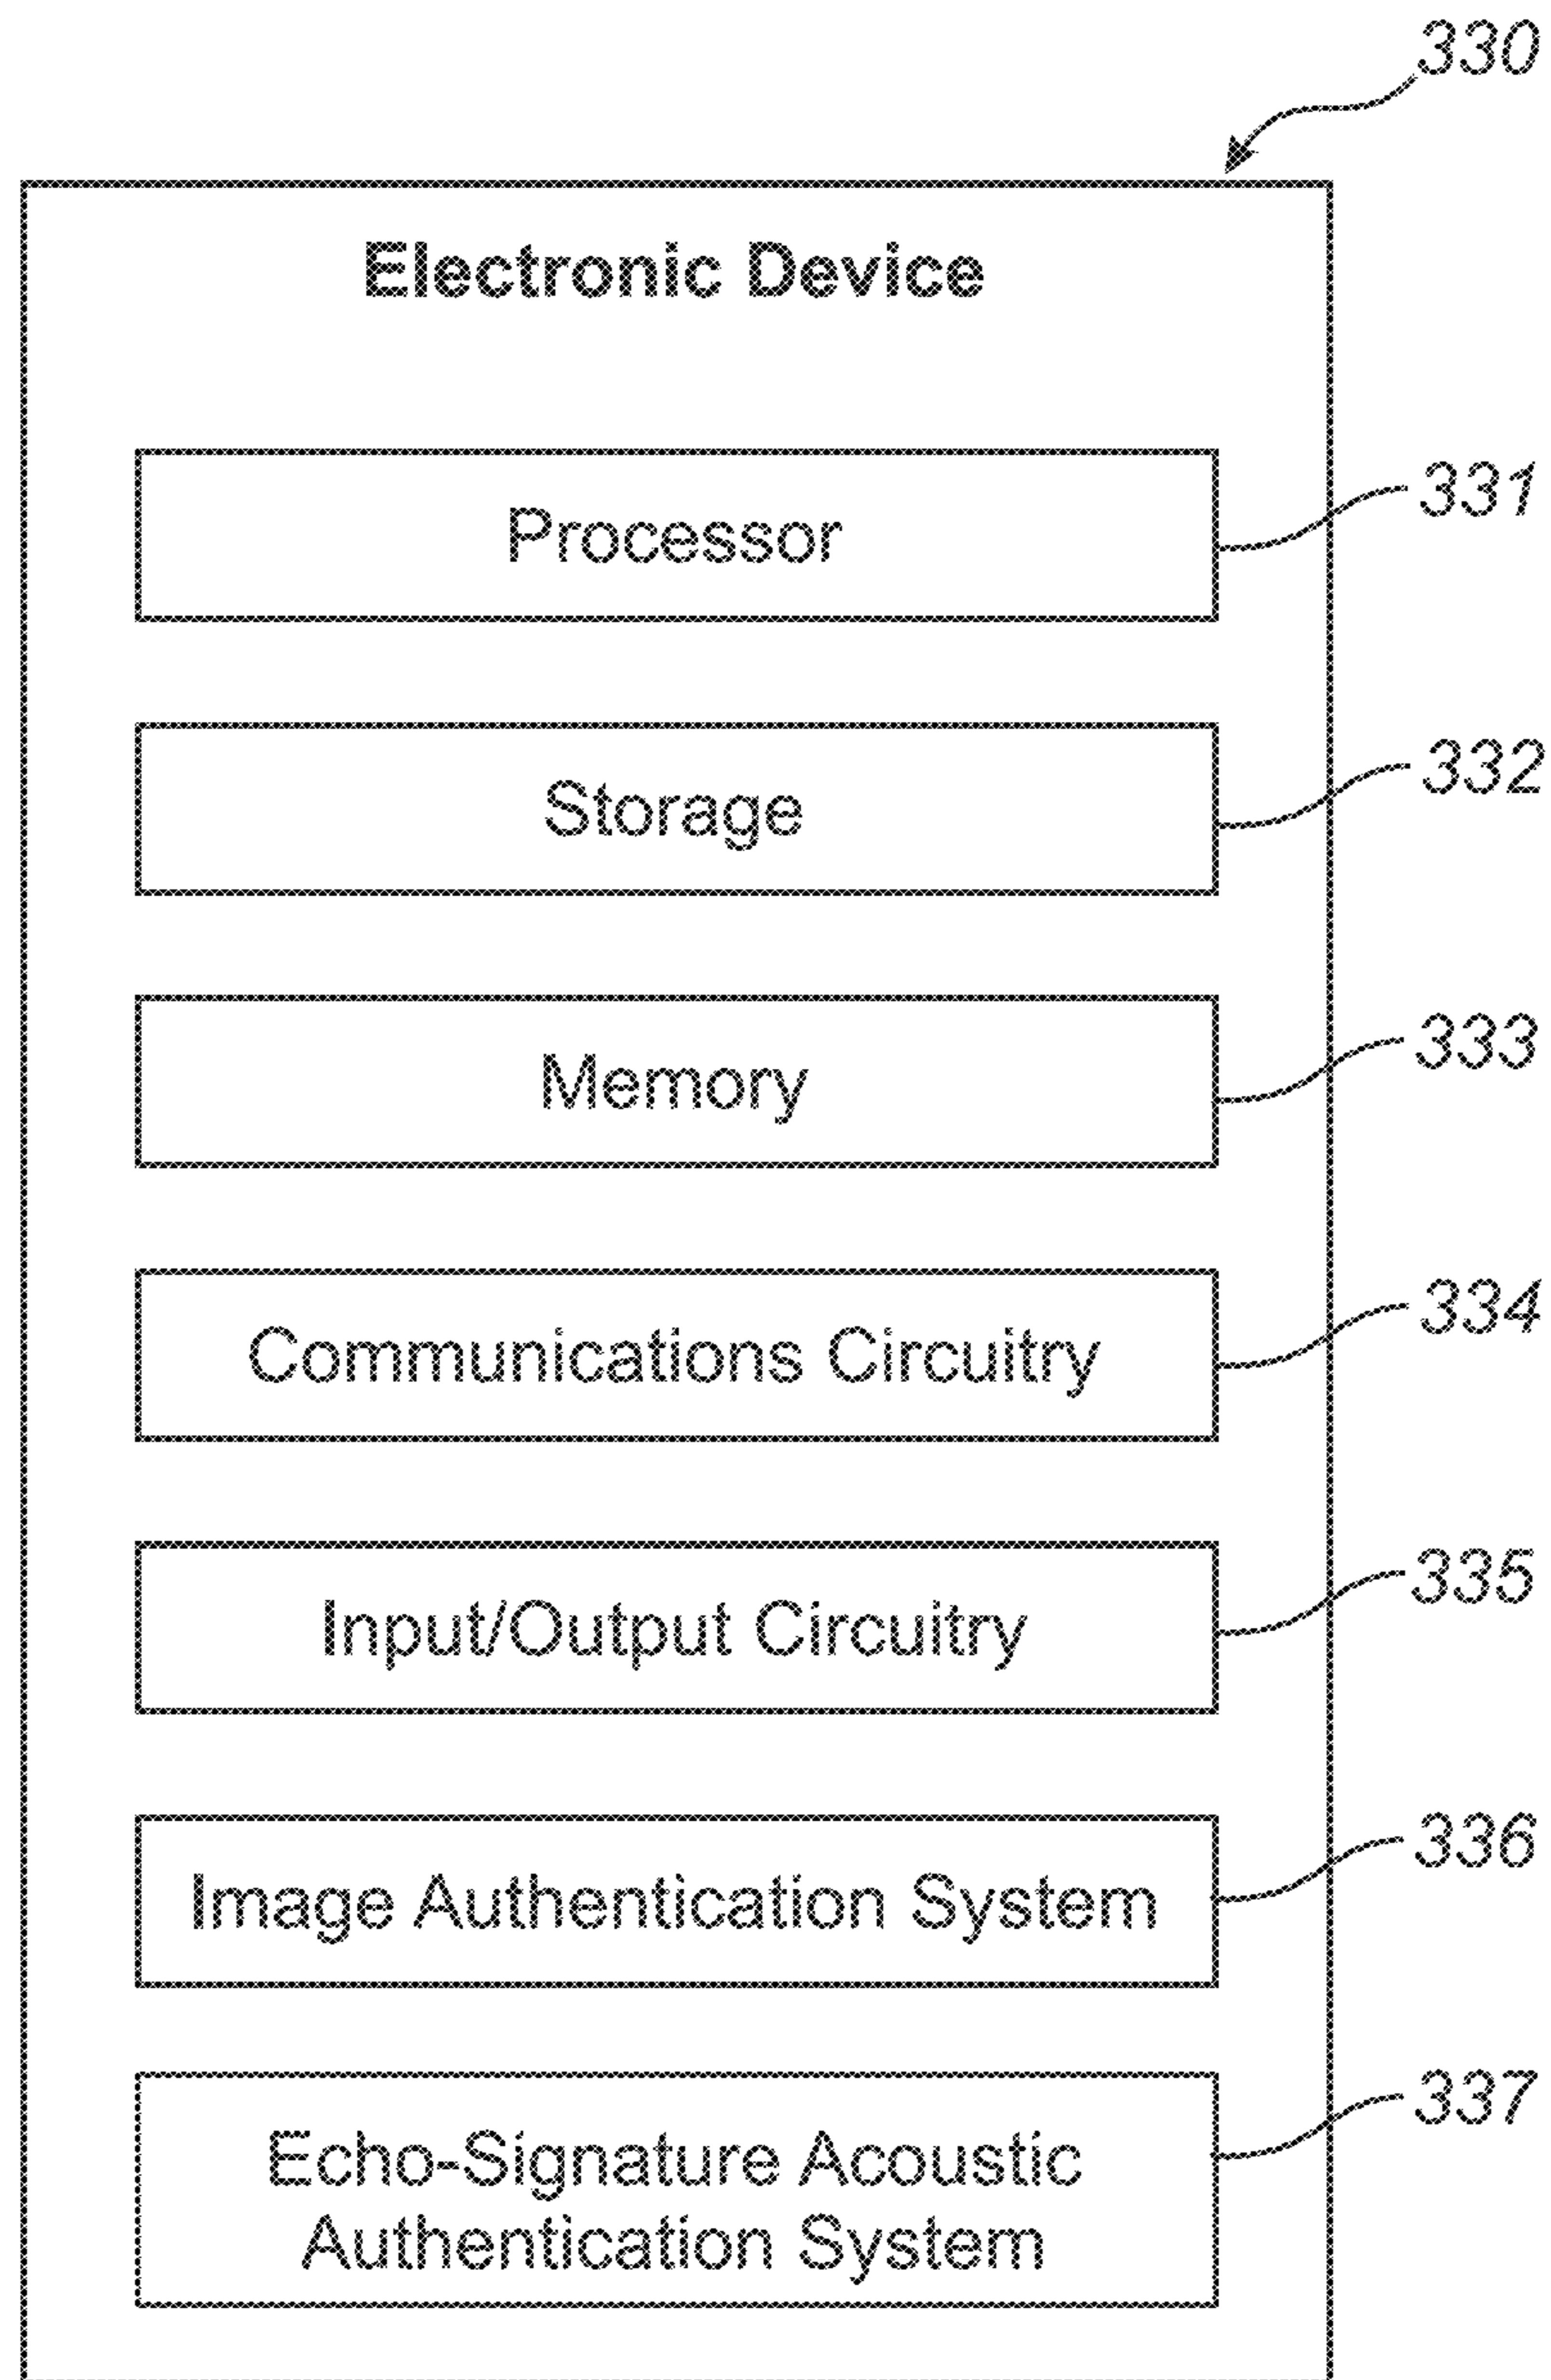 330
Electronic Device
Processor
331
Storage
332
Memory
333
Communications Circuitry
334
Input/Output Circuitry
335
Image Authentication System
336
Echo-Signature Acoustic
Authentication System
337